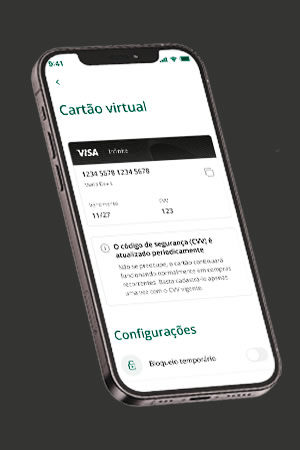 9:41
Cartão virtual
VISA Infinite
1234 5678 1234 5678
Vencimento CVV
11/27 123
O código de segurança (CVV) é
atualizado periodicamente
Não se preocupe, o cartão continuará
funcionando normalmente em compras
recorrentes. Basta cadastrá-lo apenas
uma vez com o CVV vigente.
Configurações
Bloqueio temporário